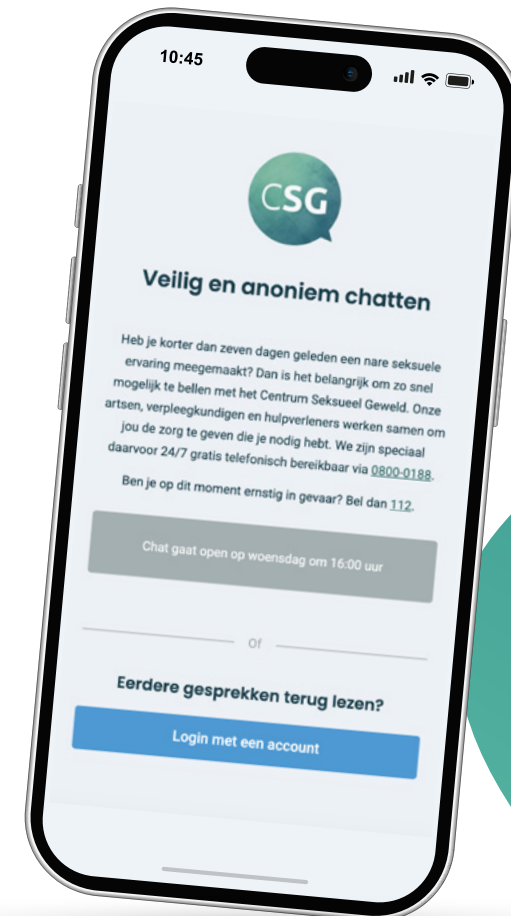 10:45
CSG
Veilig en anoniem chatten
Heb je korter dan zeven dagen geleden een nare seksuele
ervaring meegemaakt? Dan is het belangrijk om zo snel
mogelijk te bellen met het Centrum Seksueel Geweld. Onze
artsen, verpleegkundigen en hulpverleners werken samen om
jou de zorg te geven die je nodig hebt. We zijn speciaal
daarvoor 24/7 gratis telefonisch bereikbaar via 0800-0188.
Ben je op dit moment ernstig in gevaar? Bel dan 112.
Chat gaat open op woensdag om 16:00 uur
Of
Eerdere gesprekken terug lezen?
Login met een account